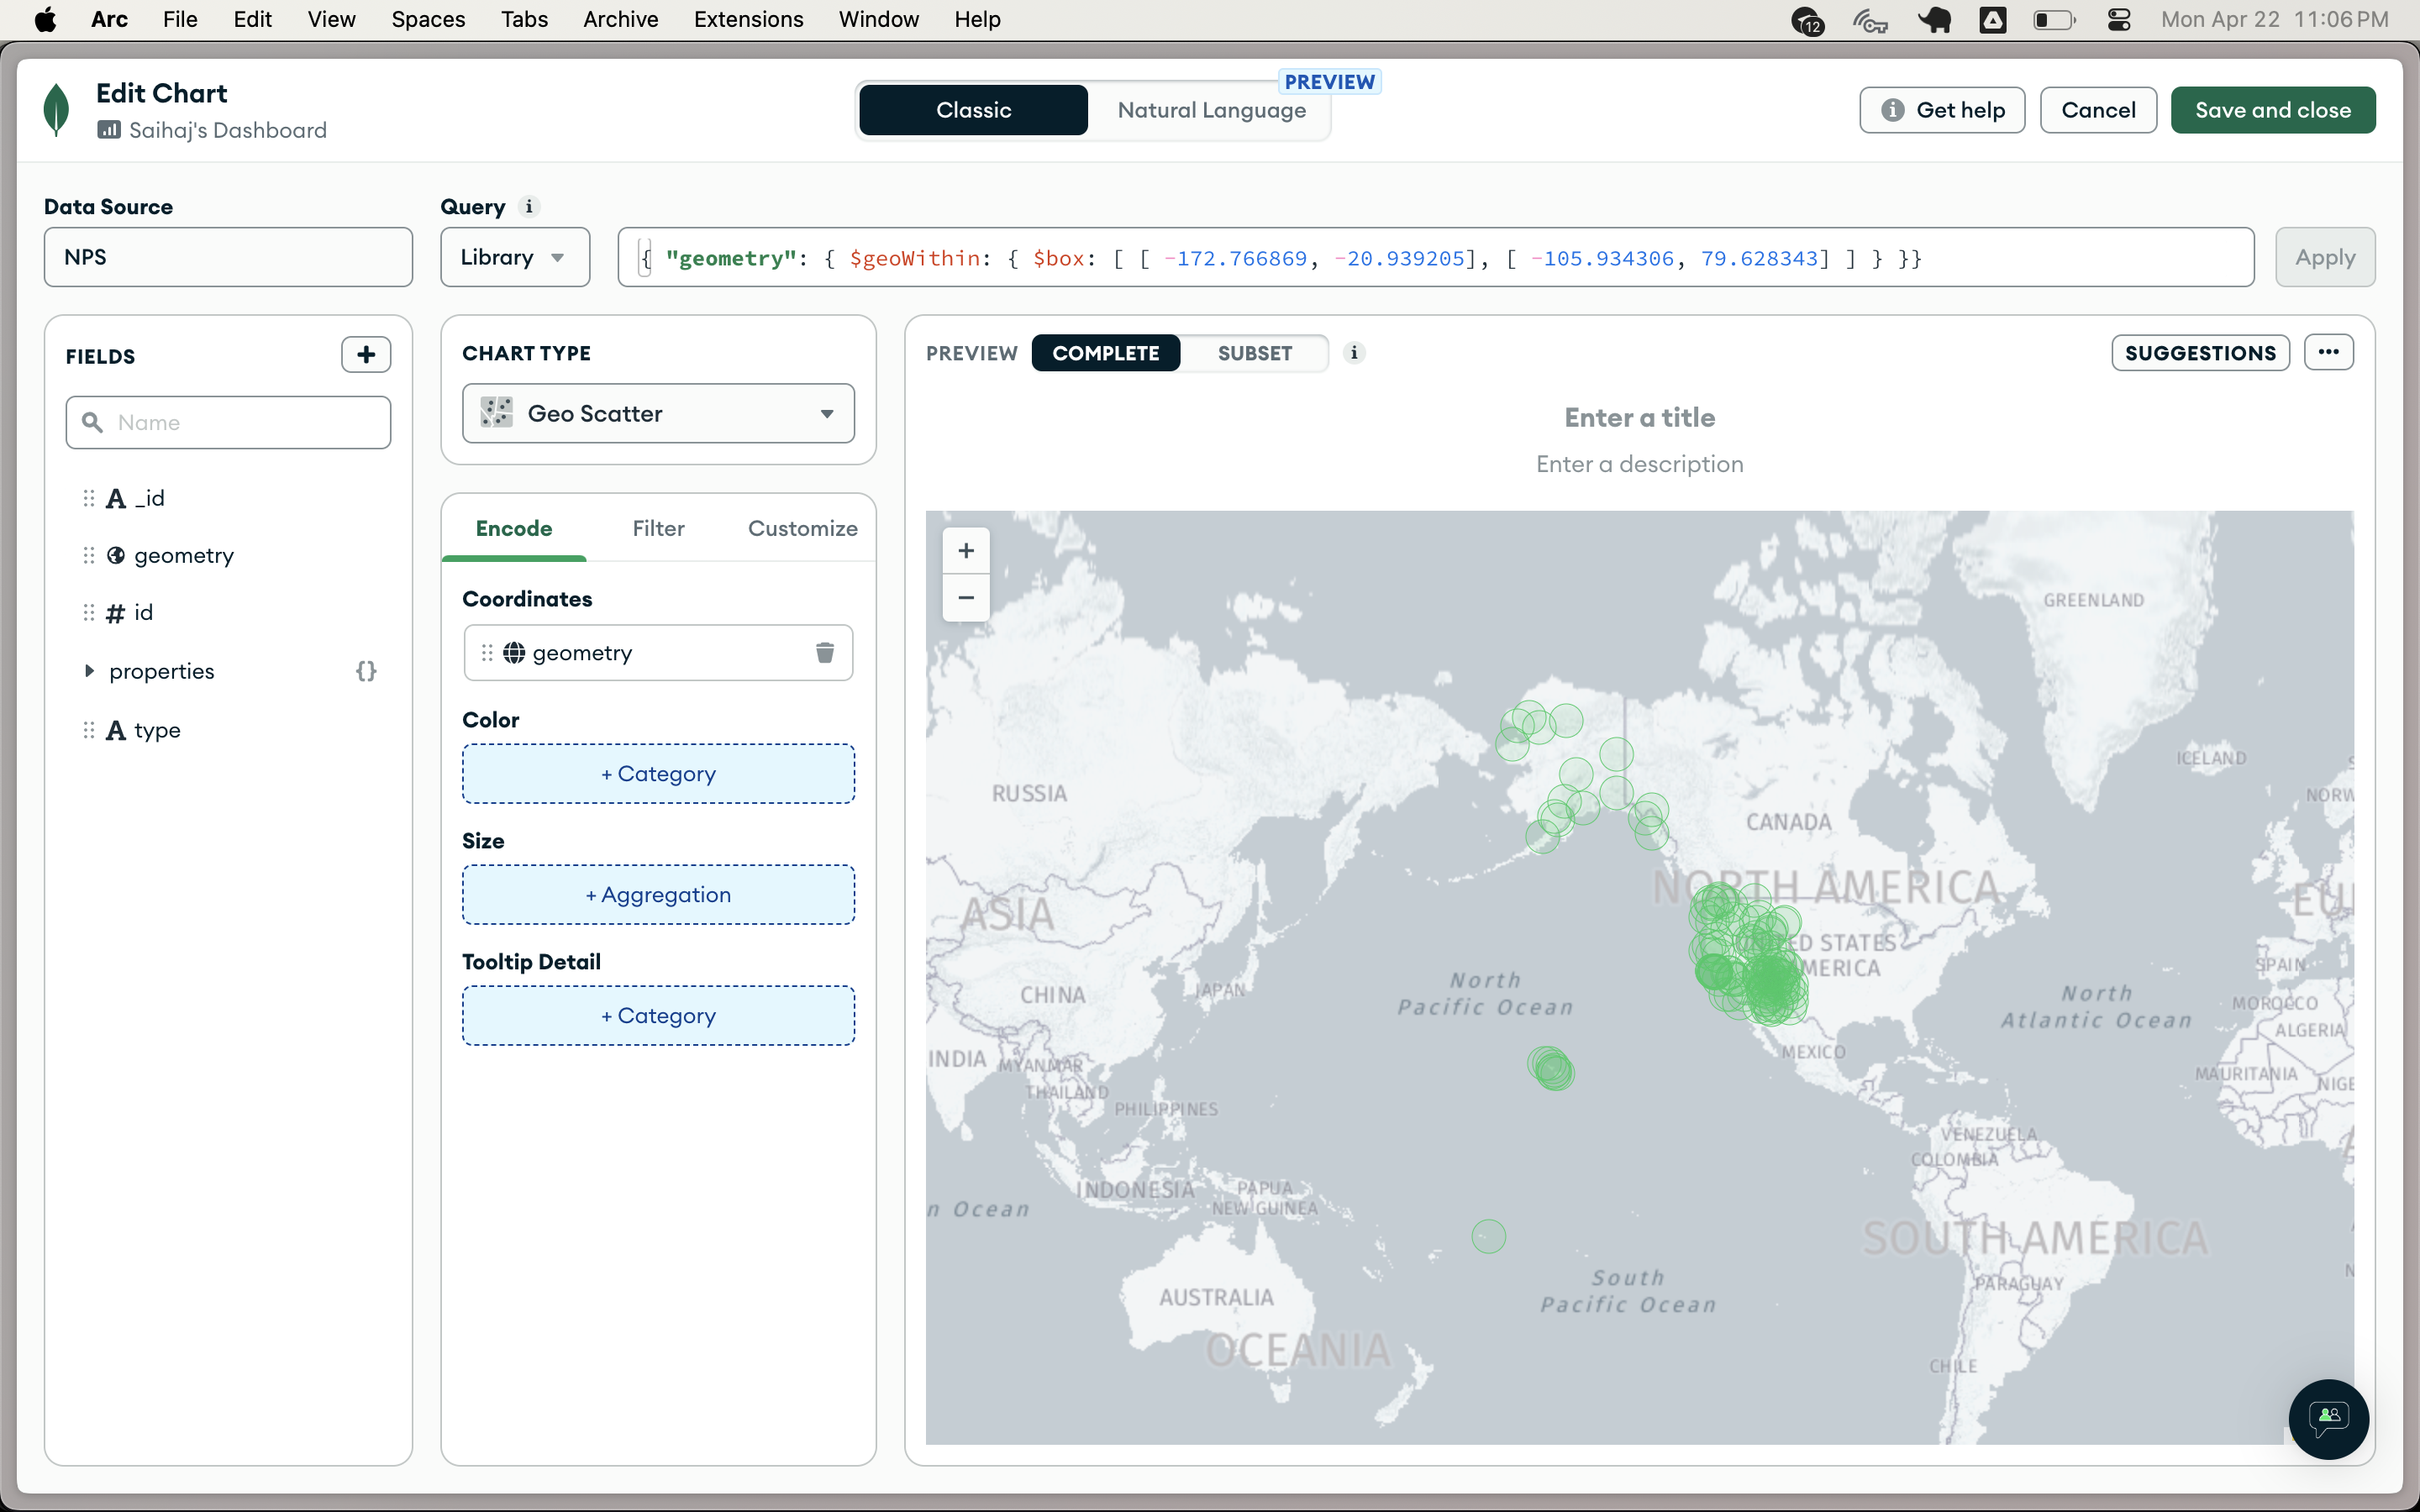 Arc File Edit View Spaces Tabs Archive Extensions Window Help 12 Mon Apr 22 11:06 PM
Edit Chart
Saihaj's Dashboard
Classic
Natural Language
PREVIEW
Get help
Cancel
Save and close
Data Source
NPS
Query
Library
{ "geometry": { $geoWithin: { $box: [ [ -172.766869, -20.939205], [ -105.934306, 79.628343] ] } }}
Apply
FIELDS
Name
_id
geometry
id
properties {}
type
CHART TYPE
Geo Scatter
Encode Filter Customize
Coordinates
geometry
Color
+ Category
Size
+ Aggregation
Tooltip Detail
+ Category
PREVIEW COMPLETE SUBSET
SUGGESTIONS
Enter a title
Enter a description
+
−
GREENLAND
ICELAND
RUSSIA
NORW
CANADA
NORTH AMERICA
ASIA
EU
UNITED STATES
AMERICA
SPAIN
North
Pacific Ocean
JAPAN
CHINA
North
Atlantic Ocean
MOROCCO
ALGERIA
MEXICO
INDIA
MYANMAR
THAILAND
MAURITANIA
NIGE
PHILIPPINES
VENEZUELA
COLOMBIA
INDONESIA
PAPUA
NEW GUINEA
n Ocean
SOUTH AMERICA
South
Pacific Ocean
PARAGUAY
AUSTRALIA
OCEANIA
CHILE